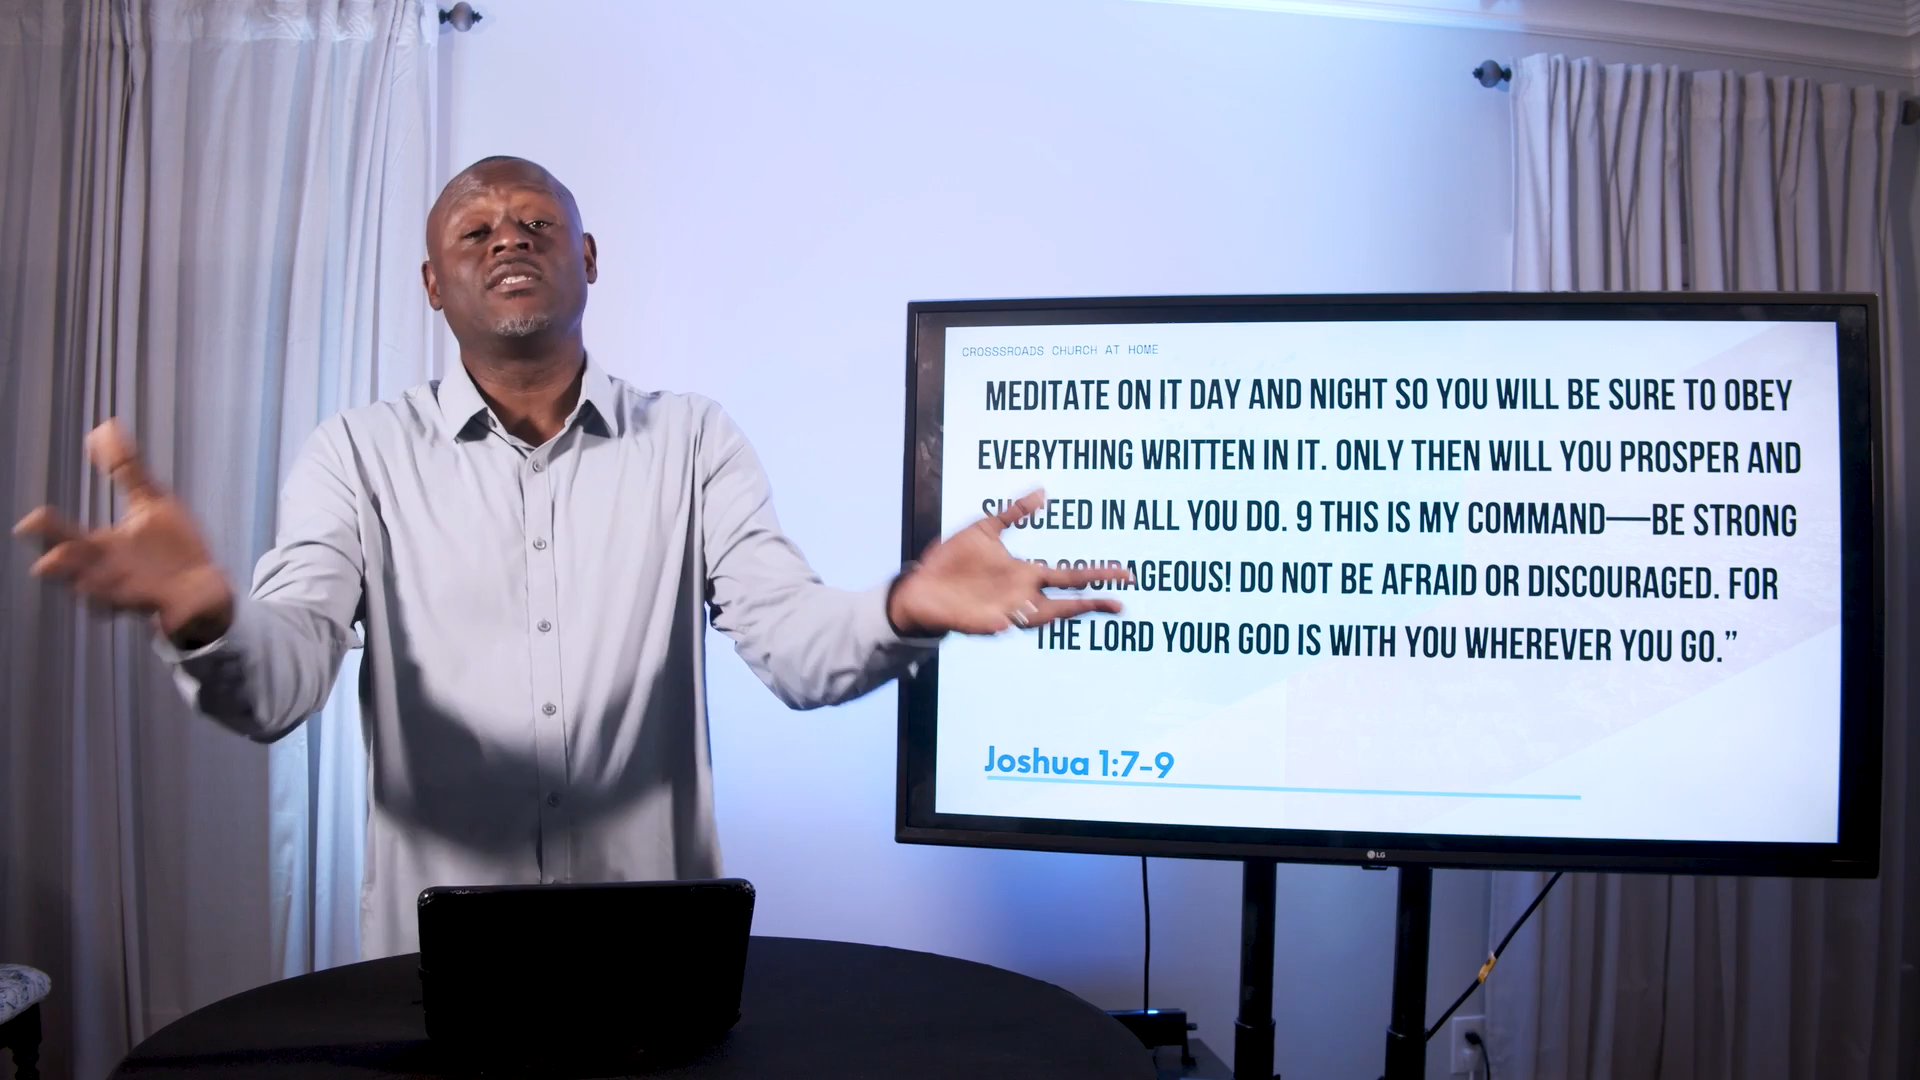 CROSSSROADS CHURCH AT HOME
MEDITATE ON IT DAY AND NIGHT SO YOU WILL BE SURE TO OBEY
EVERYTHING WRITTEN IN IT. ONLY THEN WILL YOU PROSPER AND
SUCCEED IN ALL YOU DO. 9 THIS IS MY COMMAND—BE STRONG
COURAGEOUS! DO NOT BE AFRAID OR DISCOURAGED. FOR
THE LORD YOUR GOD IS WITH YOU WHEREVER YOU GO.”
Joshua 1:7-9
LG